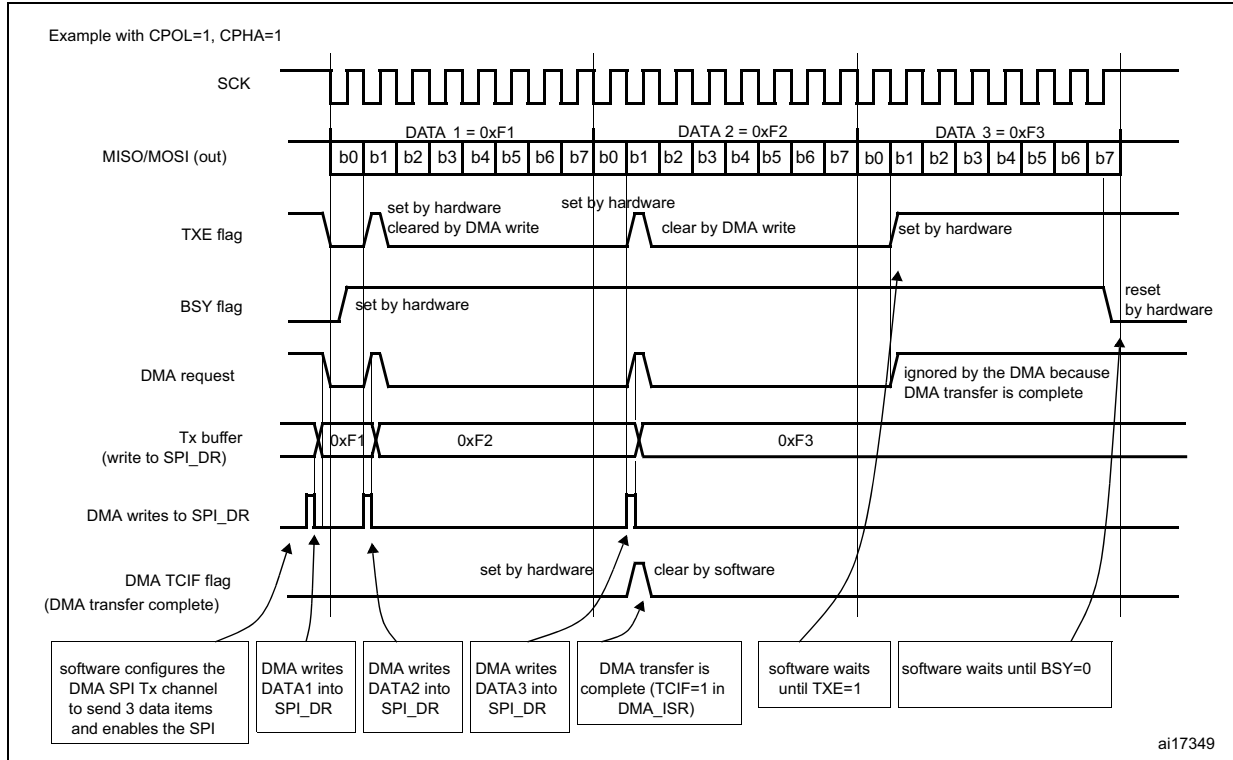 Example with CPOL=1, CPHA=1
SCK
DATA 1 = 0xF1 DATA 2 = 0xF2 DATA 3 = 0xF3
MISO/MOSI (out) b0 b1 b2 b3 b4 b5 b6 b7 b0 b1 b2 b3 b4 b5 b6 b7 b0 b1 b2 b3 b4 b5 b6 b7
set by hardware
cleared by DMA write
set by hardware
clear by DMA write
set by hardware
TXE flag
BSY flag
set by hardware
reset
by hardware
DMA request
ignored by the DMA because
DMA transfer is complete
Tx buffer
(write to SPI_DR)
0xF1 0xF2 0xF3
DMA writes to SPI_DR
DMA TCIF flag
(DMA transfer complete)
set by hardware clear by software
software configures the
DMA SPI Tx channel
to send 3 data items
and enables the SPI
DMA writes
DATA1 into
SPI_DR
DMA writes
DATA2 into
SPI_DR
DMA writes
DATA3 into
SPI_DR
DMA transfer is
complete (TCIF=1 in
DMA_ISR)
software waits
until TXE=1
software waits until BSY=0
ai17349